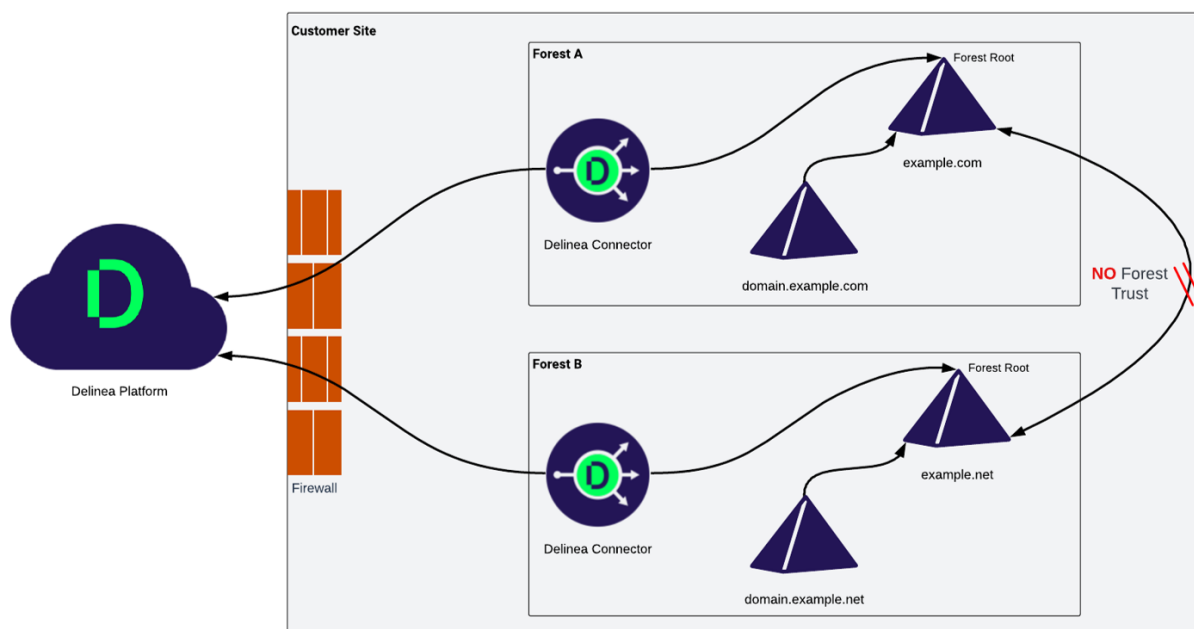 Customer Site
Forest A
Forest Root
example.com
Delinea Connector
domain.example.com
NO Forest
Trust
D
Delinea Platform
Firewall
Forest B
Forest Root
example.net
Delinea Connector
domain.example.net
D
D